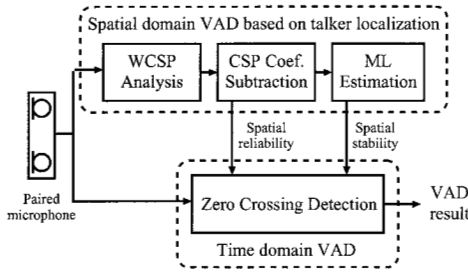 Spatial domain VAD based on talker localization
WCSP
Analysis
CSP Coef.
Subtraction
ML
Estimation
Spatial
reliability
Spatial
stability
Paired
microphone
Zero Crossing Detection
VAD
result
Time domain VAD